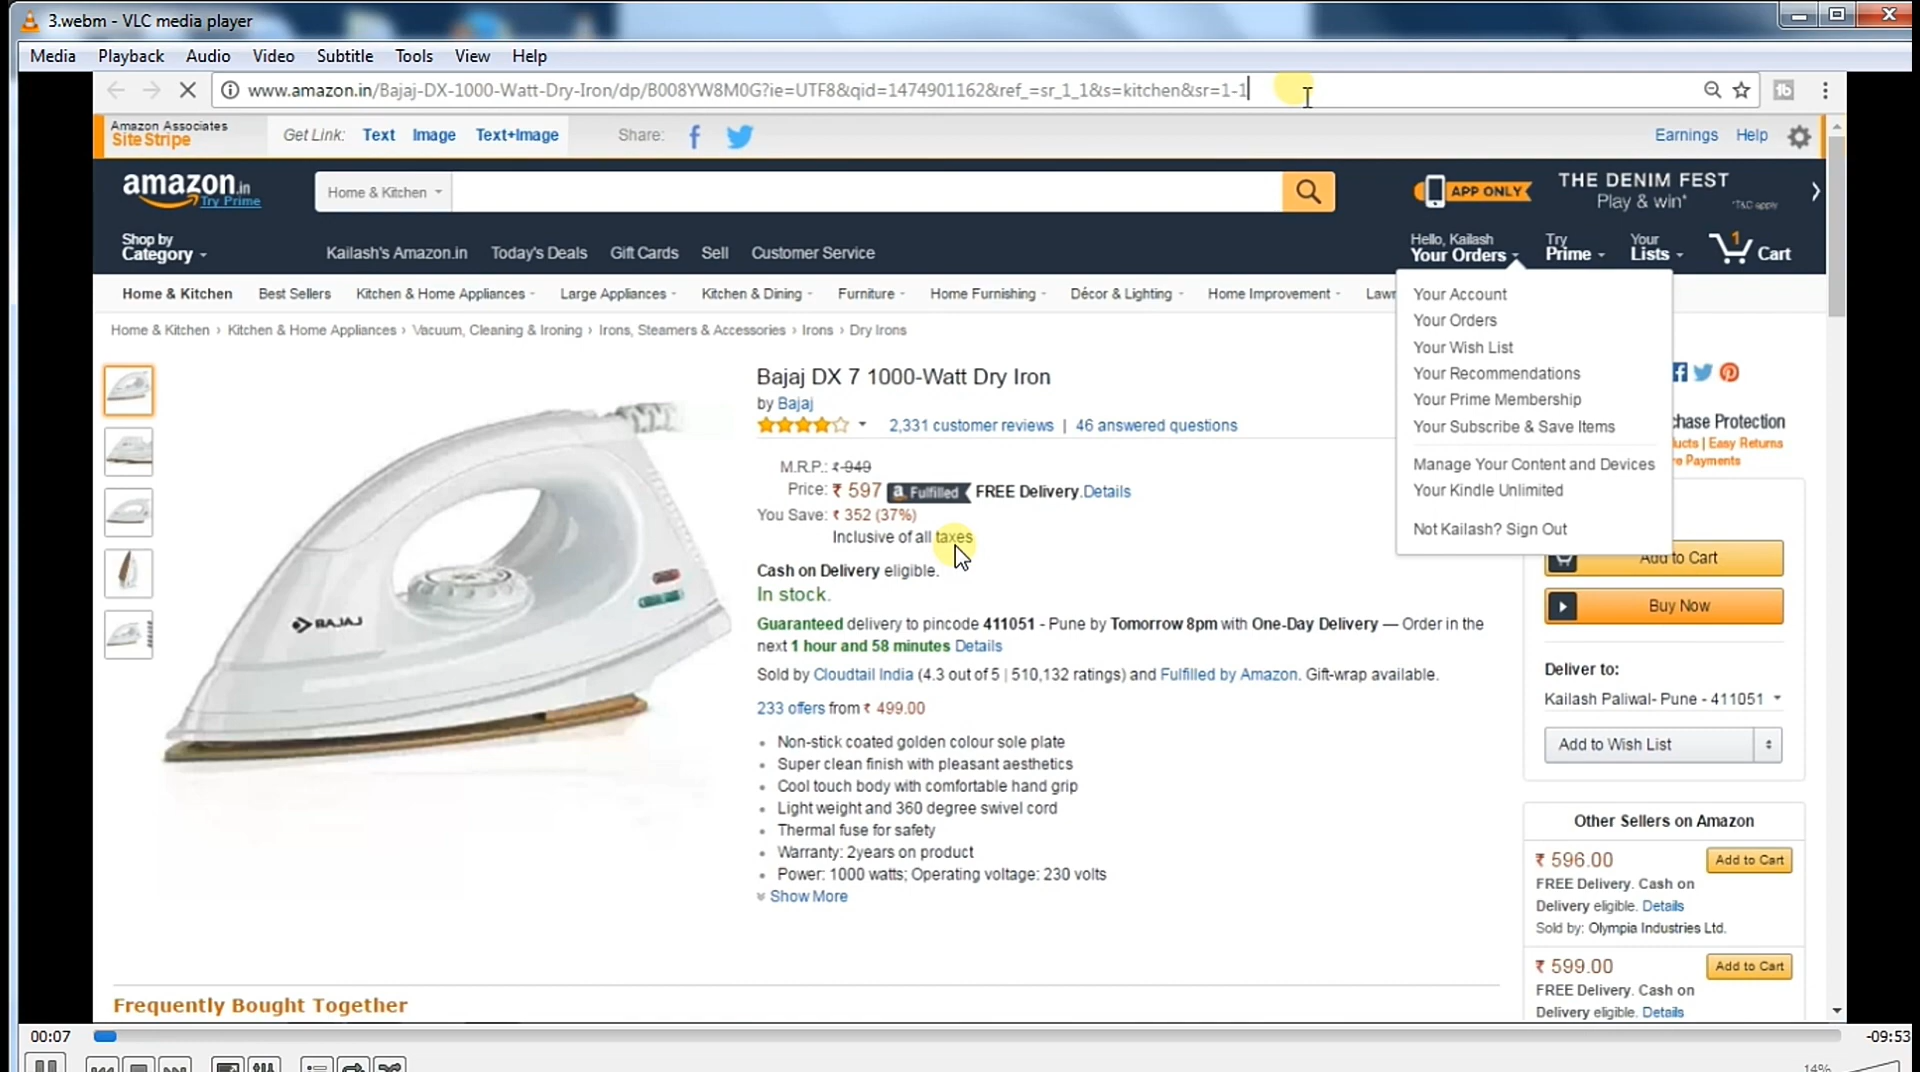 3.webm - VLC media player
Media Playback Audio Video Subtitle Tools View Help
www.amazon.in/Bajaj-DX-1000-Watt-Dry-Iron/dp/B008YW8M0G?ie=UTF8&qid=1474901162&ref_=sr_1_1&s=kitchen&sr=1-1
Amazon Associates
SiteStripe
Get Link: Text Image Text+Image Share: Earnings Help
amazon.in
Try Prime
Home & Kitchen
APP ONLY
THE DENIM FEST
Play & win*
*T&C apply
Shop by
Category
Kailash's Amazon.in Today's Deals Gift Cards Sell Customer Service
Hello, Kailash
Your Orders
Try
Prime
Your
Lists
1
Cart
Home & Kitchen Best Sellers Kitchen & Home Appliances Large Appliances Kitchen & Dining Furniture Home Furnishing Décor & Lighting Home Improvement Lawn
Your Account
Your Orders
Your Wish List
Your Recommendations
Your Prime Membership
Your Subscribe & Save Items
Manage Your Content and Devices
Your Kindle Unlimited
Not Kailash? Sign Out
Home & Kitchen › Kitchen & Home Appliances › Vacuum, Cleaning & Ironing › Irons, Steamers & Accessories › Irons › Dry Irons
BAJAJ
Bajaj DX 7 1000-Watt Dry Iron
by Bajaj
2,331 customer reviews | 46 answered questions
M.R.P.: ₹ 949
Price: ₹ 597 a Fulfilled FREE Delivery.Details
You Save: ₹ 352 (37%)
Inclusive of all taxes
Cash on Delivery eligible.
In stock.
Guaranteed delivery to pincode 411051 - Pune by Tomorrow 8pm with One-Day Delivery — Order in the
next 1 hour and 58 minutes Details
Sold by Cloudtail India (4.3 out of 5 | 510,132 ratings) and Fulfilled by Amazon. Gift-wrap available.
233 offers from ₹ 499.00
Non-stick coated golden colour sole plate
Super clean finish with pleasant aesthetics
Cool touch body with comfortable hand grip
Light weight and 360 degree swivel cord
Thermal fuse for safety
Warranty: 2years on product
Power: 1000 watts; Operating voltage: 230 volts
Show More
Protection
| Easy Returns
Payments
Add to Cart
Buy Now
Deliver to:
Kailash Paliwal- Pune - 411051
Add to Wish List
Other Sellers on Amazon
₹ 596.00 Add to Cart
FREE Delivery. Cash on
Delivery eligible. Details
Sold by: Olympia Industries Ltd.
₹ 599.00 Add to Cart
FREE Delivery. Cash on
Delivery eligible. Details
Frequently Bought Together
00:07
-09:53
14%